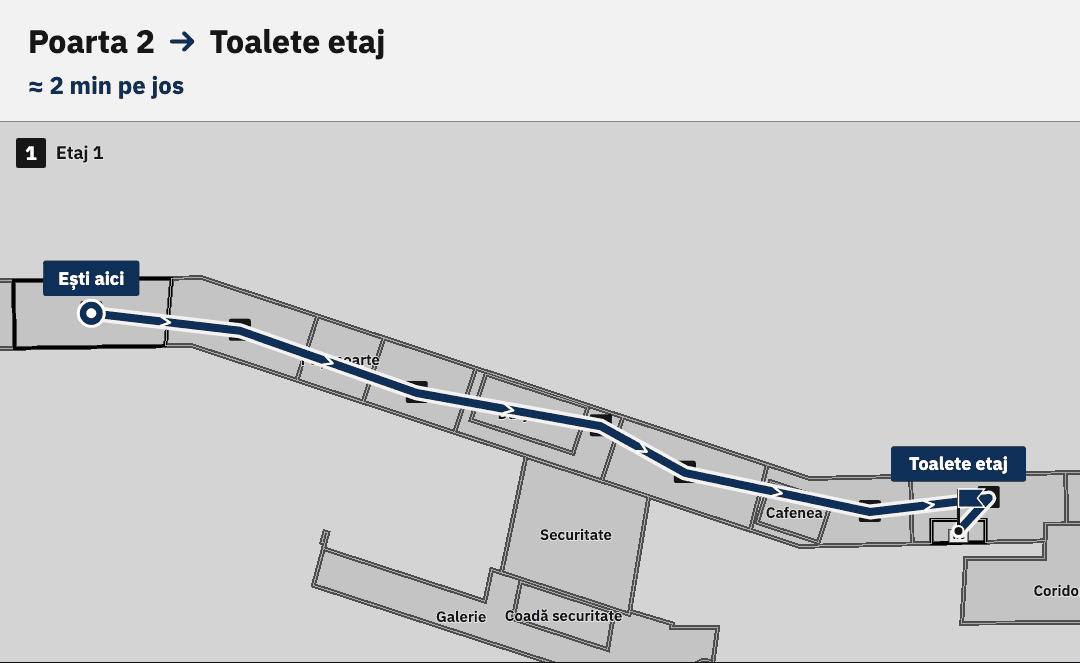 Poarta 2 → Toalete etaj
≈ 2 min pe jos
1 Etaj 1
Ești aici
Toalete etaj
Cafenea
Securitate
Galerie
Coadă securitate